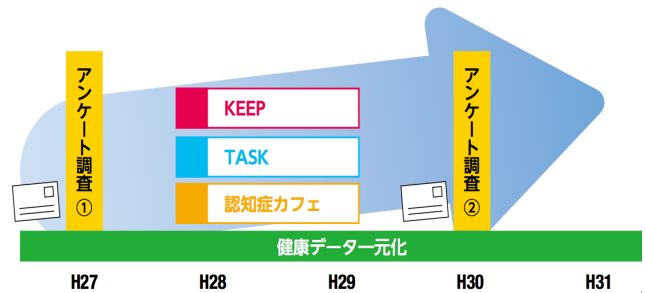 アンケート調査①
KEEP
TASK
認知症カフェ
アンケート調査②
健康データ一元化
H27
H28
H29
H30
H31